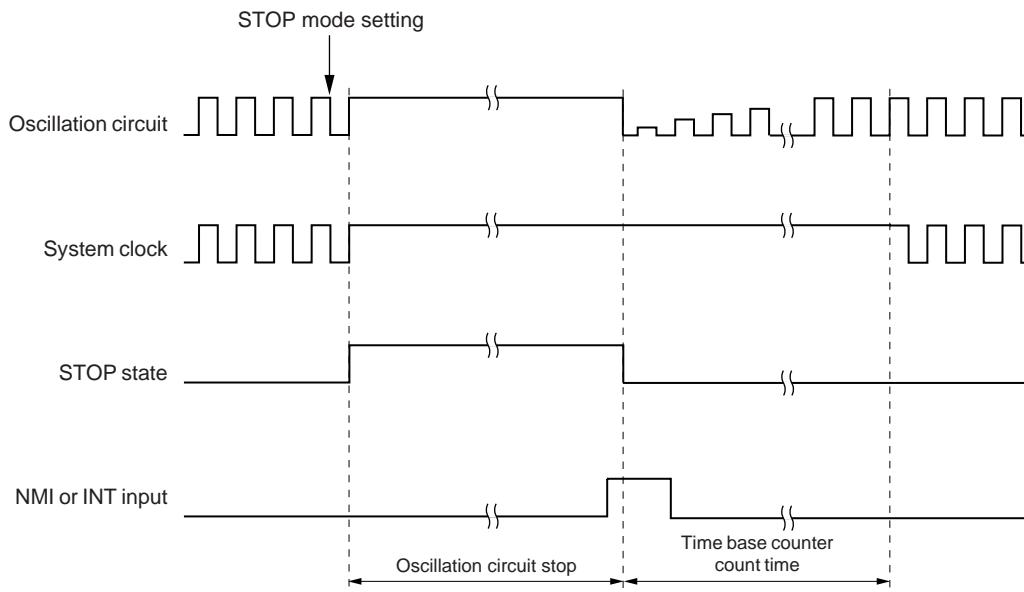 STOP mode setting
Oscillation circuit
System clock
STOP state
NMI or INT input
Oscillation circuit stop
Time base counter
count time